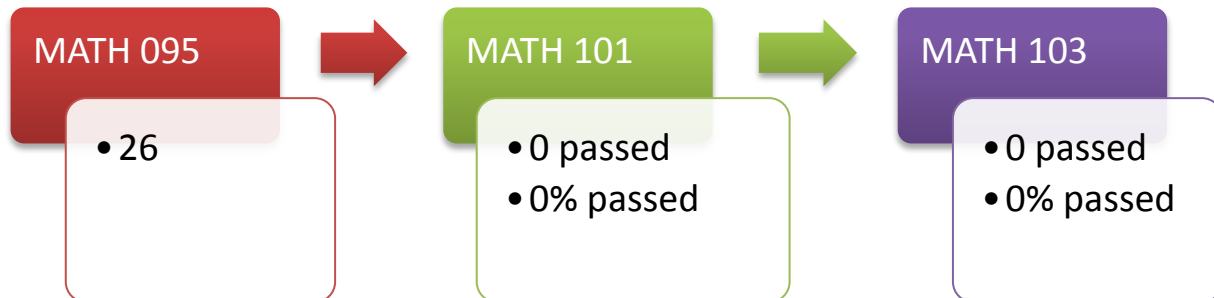 MATH 095
• 26
MATH 101
• 0 passed
• 0% passed
MATH 103
• 0 passed
• 0% passed